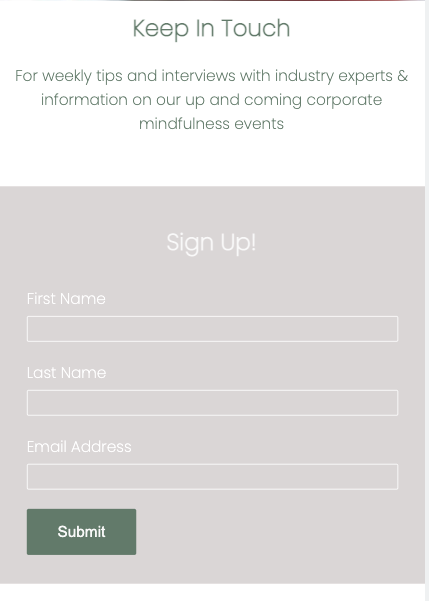 Keep In Touch
For weekly tips and interviews with industry experts &
information on our up and coming corporate
mindfulness events
Sign Up!
First Name
Last Name
Email Address
Submit